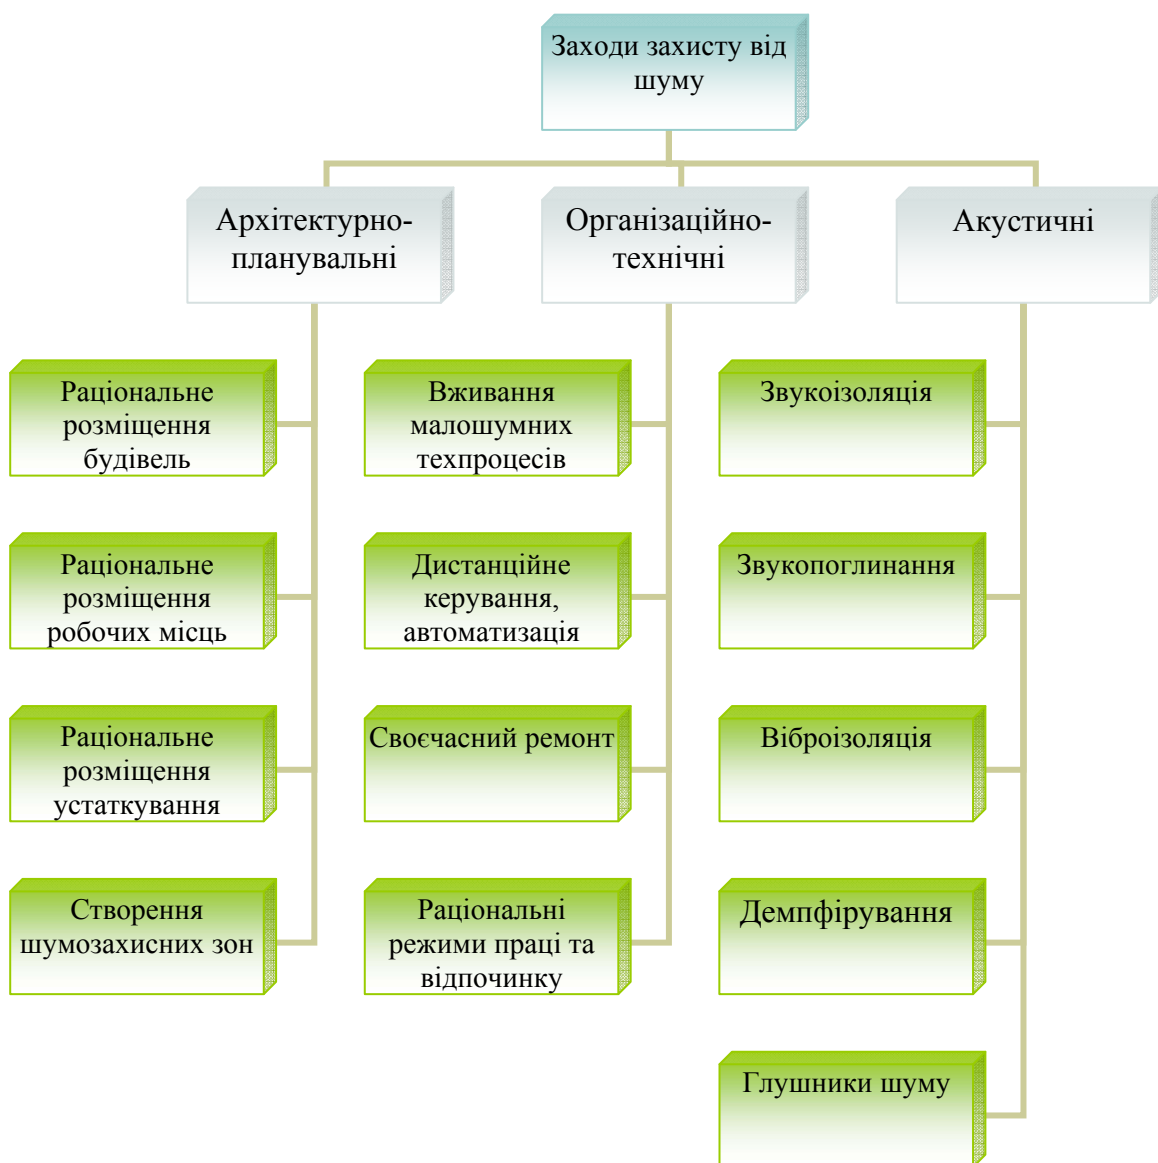 Заходи захисту від
шуму
Архітектурно-
планувальні
Організаційно-
технічні
Акустичні
Раціональне
розміщення
будівель
Вживання
малошумних
техпроцесів
Звукоізоляція
Раціональне
розміщення
робочих місць
Дистанційне
керування,
автоматизація
Звукопоглинання
Раціональне
розміщення
устаткування
Своєчасний ремонт
Віброізоляція
Створення
шумозахисних зон
Раціональні
режими праці та
відпочинку
Демпфірування
Глушники шуму